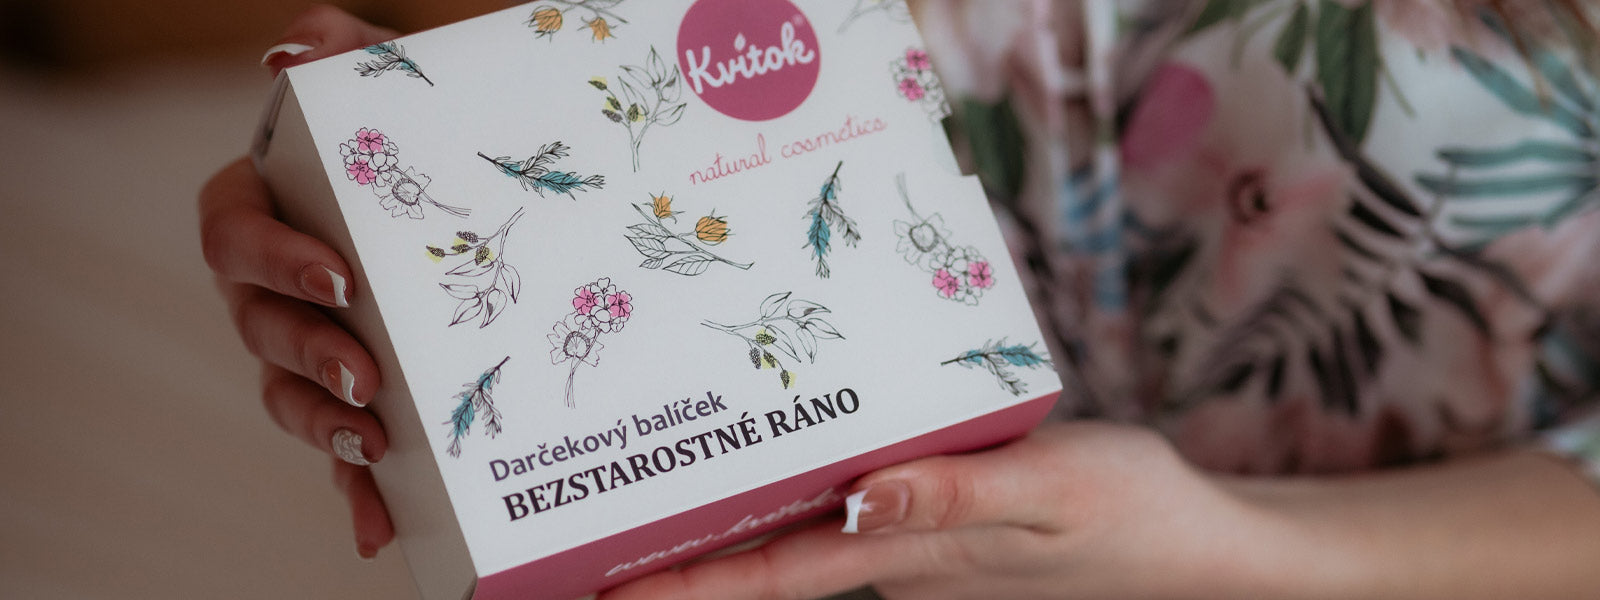 Kvitok®
natural cosmetics
Darčekový balíček
BEZSTAROSTNÉ RÁNO